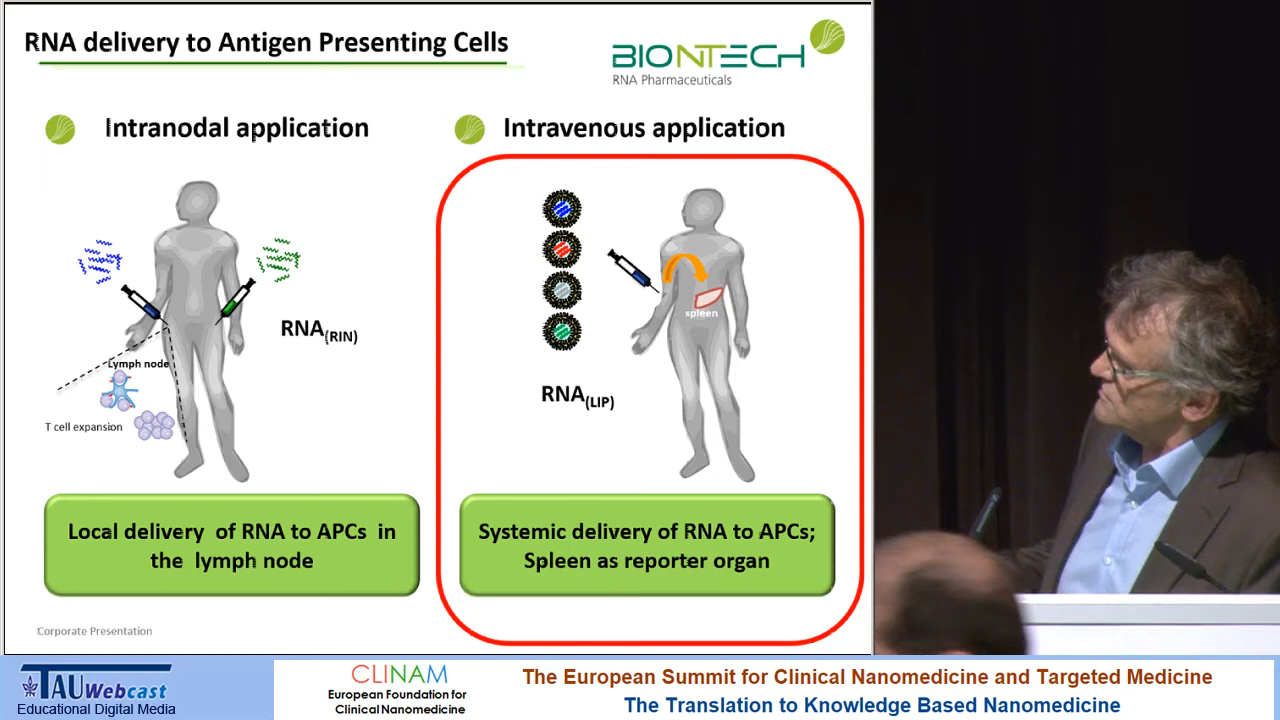 RNA delivery to Antigen Presenting Cells
BIONTECH
RNA Pharmaceuticals
Intranodal application
Intravenous application
RNA(RIN)
Lymph node
T cell expansion
spleen
RNA(LIP)
Local delivery of RNA to APCs in
the lymph node
Systemic delivery of RNA to APCs;
Spleen as reporter organ
Corporate Presentation
TAU Webcast
Educational Digital Media
CLINAM
European Foundation for
Clinical Nanomedicine
The European Summit for Clinical Nanomedicine and Targeted Medicine
The Translation to Knowledge Based Nanomedicine